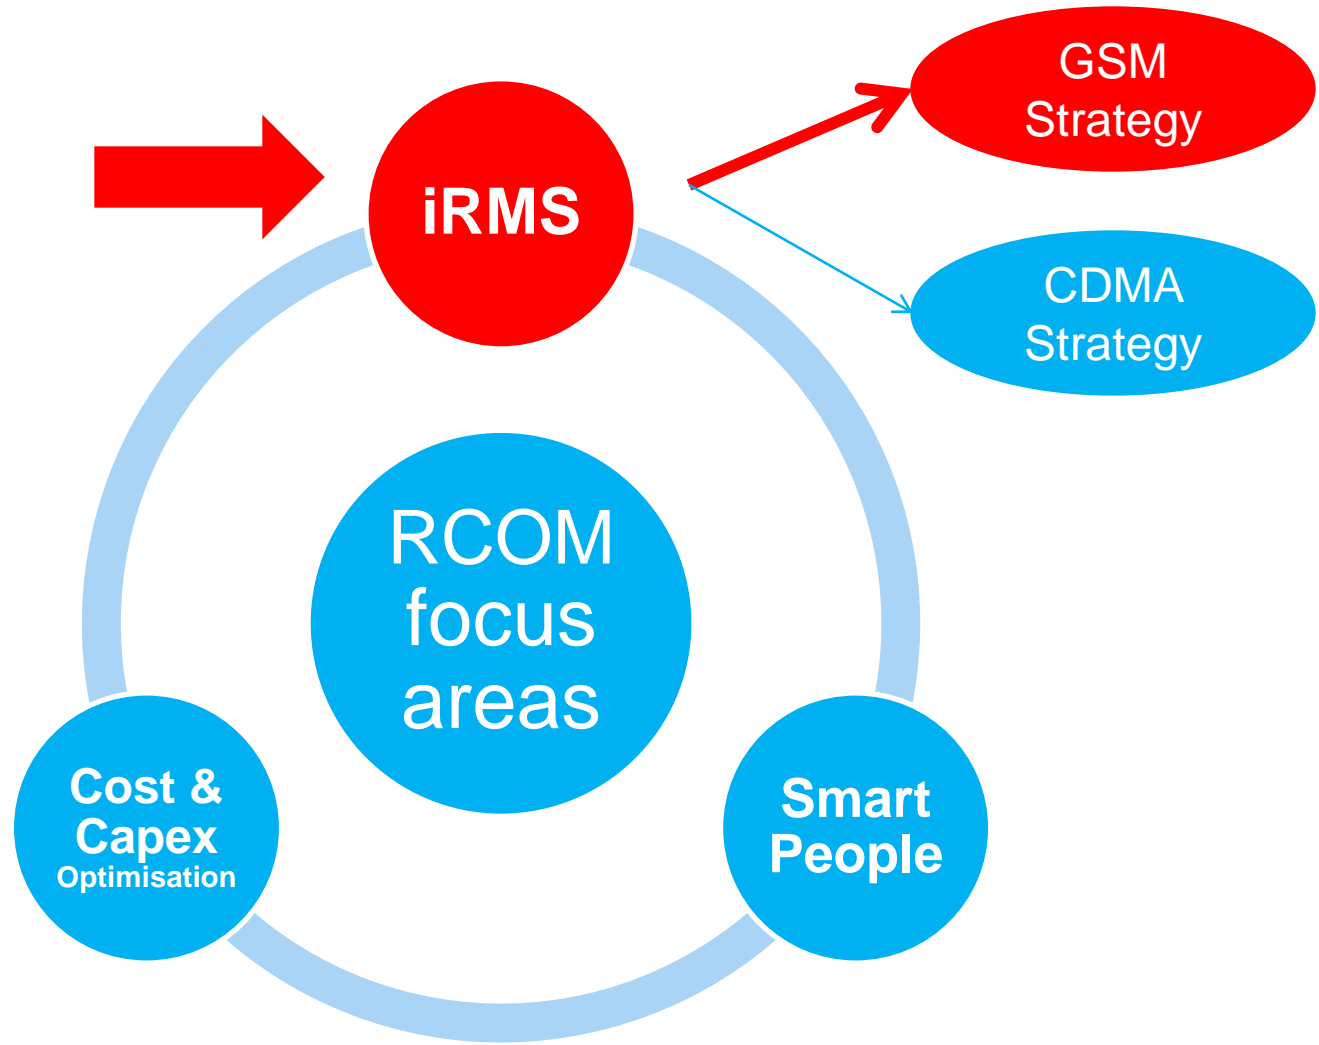 GSM
Strategy
iRMS
CDMA
Strategy
RCOM
focus
areas
Cost &
Capex
Optimisation
Smart
People